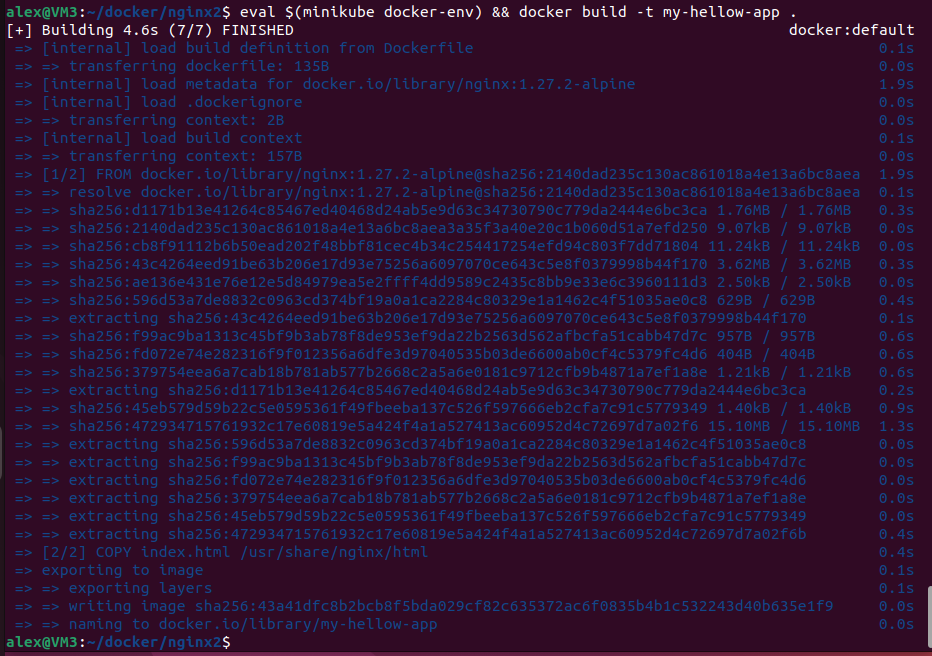 alex@VM3:~/docker/nginx2$ eval $(minikube docker-env) && docker build -t my-hellow-app .
[+] Building 4.6s (7/7) FINISHED docker:default
=> [internal] load build definition from Dockerfile 0.1s
=> => transferring dockerfile: 135B 0.0s
=> [internal] load metadata for docker.io/library/nginx:1.27.2-alpine 1.9s
=> [internal] load .dockerignore 0.0s
=> => transferring context: 2B 0.0s
=> [internal] load build context 0.1s
=> => transferring context: 157B 0.0s
=> [1/2] FROM docker.io/library/nginx:1.27.2-alpine@sha256:2140dad235c130ac861018a4e13a6bc8aea 1.9s
=> => resolve docker.io/library/nginx:1.27.2-alpine@sha256:2140dad235c130ac861018a4e13a6bc8aea 0.1s
=> => sha256:d1171b13e41264c85467ed40468d24ab5e9d63c34730790c779da2444e6bc3ca 1.76MB / 1.76MB 0.3s
=> => sha256:2140dad235c130ac861018a4e13a6bc8aea3a35f3a40e20c1b060d51a7efd250 9.07kB / 9.07kB 0.0s
=> => sha256:cb8f91112b6b50ead202f48bbf81cec4b34c254417254efd94c803f7dd71804 11.24kB / 11.24kB 0.0s
=> => sha256:43c4264eed91be63b206e17d93e75256a6097070ce643c5e8f0379998b44f170 3.62MB / 3.62MB 0.3s
=> => sha256:ae136e431e76e12e5d84979ea5e2ffff4dd9589c2435c8bb9e33e6c3960111d3 2.50kB / 2.50kB 0.0s
=> => sha256:596d53a7de8832c0963cd374bf19a0a1ca2284c80329e1a1462c4f51035ae0c8 629B / 629B 0.4s
=> => extracting sha256:43c4264eed91be63b206e17d93e75256a6097070ce643c5e8f0379998b44f170 0.1s
=> => sha256:f99ac9ba1313c45bf9b3ab78f8de953ef9da22b2563d562afbcfa51cabb47d7c 957B / 957B 0.6s
=> => sha256:fd072e74e282316f9f012356a6dfe3d97040535b03de6600ab0cf4c5379fc4d6 404B / 404B 0.6s
=> => sha256:379754eea6a7cab18b781ab577b2668c2a5a6e0181c9712cfb9b4871a7ef1a8e 1.21kB / 1.21kB 0.6s
=> => extracting sha256:d1171b13e41264c85467ed40468d24ab5e9d63c34730790c779da2444e6bc3ca 0.2s
=> => sha256:45eb579d59b22c5e0595361f49fbeeba137c526f597666eb2cfa7c91c5779349 1.40kB / 1.40kB 0.9s
=> => sha256:472934715761932c17e60819e5a424f4a1a527413ac60952d4c72697d7a02f6 15.10MB / 15.10MB 1.3s
=> => extracting sha256:596d53a7de8832c0963cd374bf19a0a1ca2284c80329e1a1462c4f51035ae0c8 0.0s
=> => extracting sha256:f99ac9ba1313c45bf9b3ab78f8de953ef9da22b2563d562afbcfa51cabb47d7c 0.0s
=> => extracting sha256:fd072e74e282316f9f012356a6dfe3d97040535b03de6600ab0cf4c5379fc4d6 0.0s
=> => extracting sha256:379754eea6a7cab18b781ab577b2668c2a5a6e0181c9712cfb9b4871a7ef1a8e 0.0s
=> => extracting sha256:45eb579d59b22c5e0595361f49fbeeba137c526f597666eb2cfa7c91c5779349 0.0s
=> => extracting sha256:472934715761932c17e60819e5a424f4a1a527413ac60952d4c72697d7a02f6b 0.4s
=> [2/2] COPY index.html /usr/share/nginx/html 0.4s
=> exporting to image 0.1s
=> => exporting layers 0.1s
=> => writing image sha256:43a41dfc8b2bcb8f5bda029cf82c635372ac6f0835b4b1c532243d40b635e1f9 0.0s
=> => naming to docker.io/library/my-hellow-app 0.0s
alex@VM3:~/docker/nginx2$